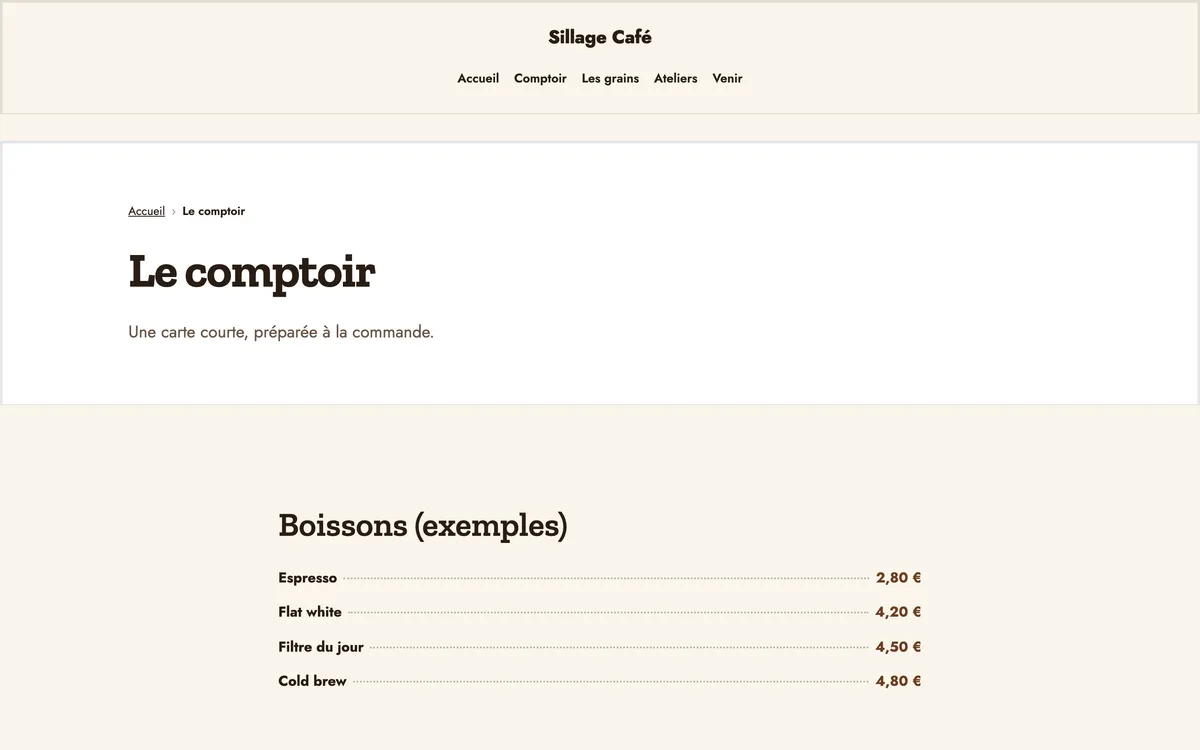 Sillage Café
Accueil Comptoir Les grains Ateliers Venir
Accueil › Le comptoir
Le comptoir
Une carte courte, préparée à la commande.
Boissons (exemples)
Espresso 2,80 €
Flat white 4,20 €
Filtre du jour 4,50 €
Cold brew 4,80 €